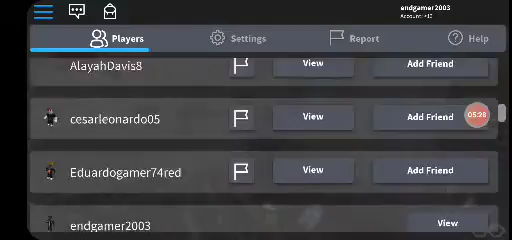 endgamer2003
Account: <13
Players Settings Report Help
AlayahDavis8 View Add Friend
cesarleonardo05 View Add Friend
05:28
Eduardogamer74red View Add Friend
endgamer2003 View